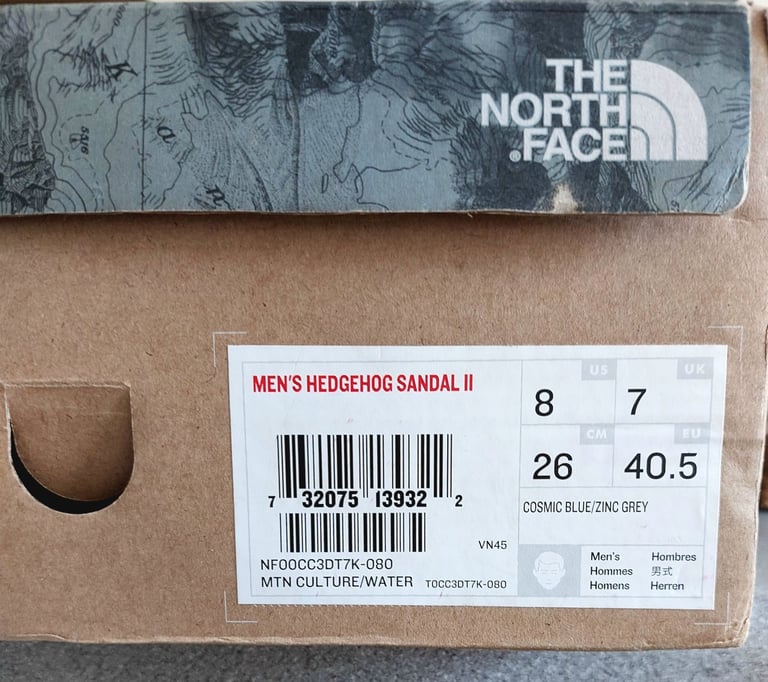 THE
NORTH
FACE
MEN'S HEDGEHOG SANDAL II
US
8
UK
7
CM
26
EU
40.5
COSMIC BLUE/ZINC GREY
7 32075 13932 2
VN45
NF00CC3DT7K-080
MTN CULTURE/WATER T0CC3DT7K-080
Men's Hombres
Hommes 男式
Homens Herren